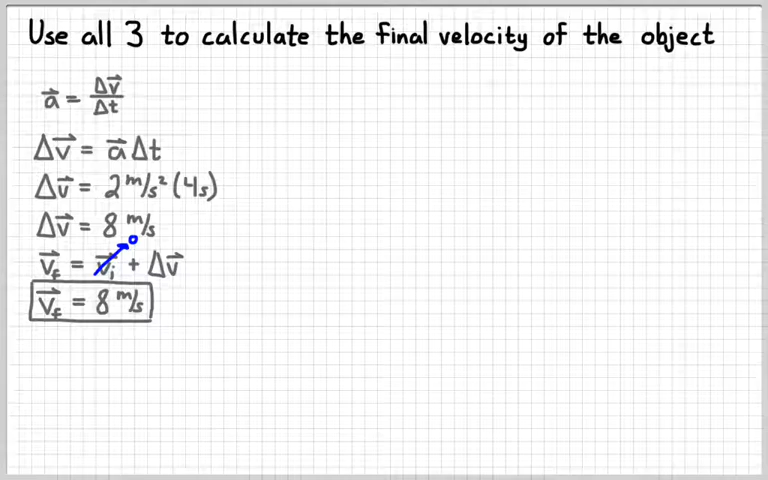 Use all 3 to calculate the final velocity of the object
a⃗ = Δv⃗/Δt
Δv⃗ = a⃗ Δt
Δv⃗ = 2 m/s² (4s)
Δv⃗ = 8 m/s
0
v⃗f = v⃗i + Δv⃗
v⃗f = 8 m/s